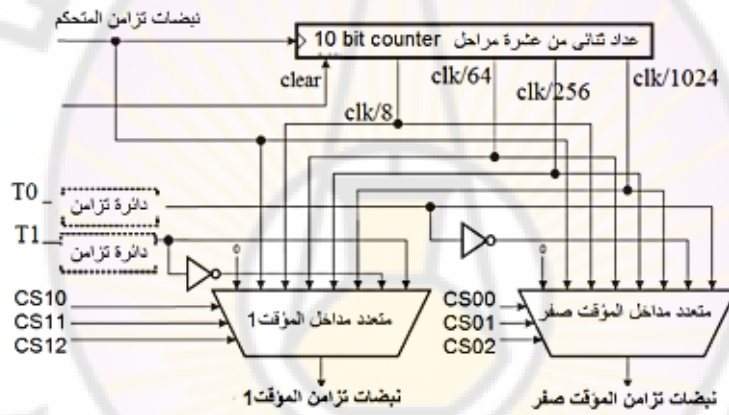 نبضات تزامن المتحكم
10 bit counter عداد ثنائى من عشرة مراحل
clear
clk/64
clk/1024
clk/256
clk/8
T0
دائرة تزامن
T1
دائرة تزامن
0
0
CS10
CS11
CS12
متعدد مداخل المؤقت1
CS00
CS01
CS02
متعدد مداخل المؤقت صفر
نبضات تزامن المؤقت1
نبضات تزامن المؤقت صفر